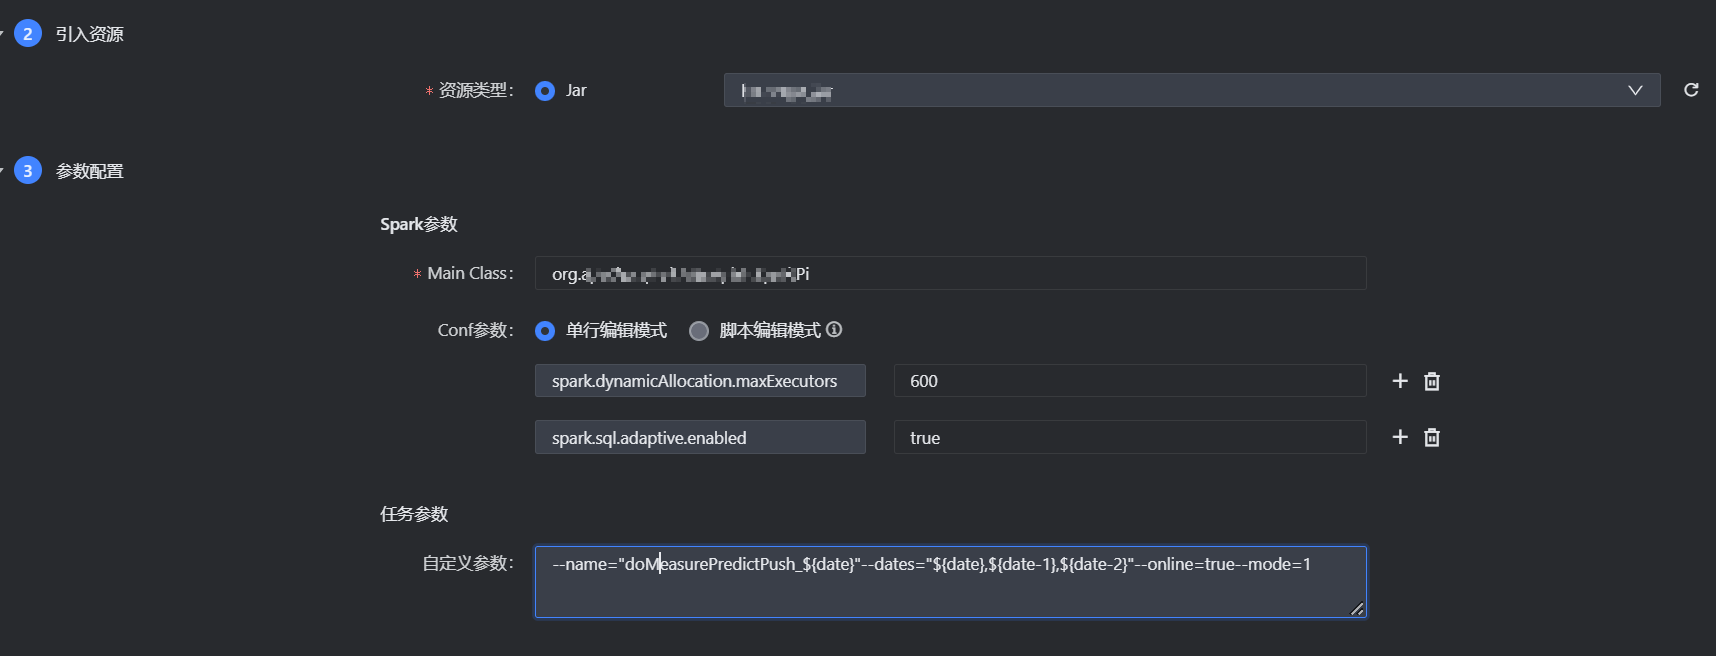 2 引入资源
* 资源类型： Jar
3 参数配置
Spark参数
* Main Class： org. Pi
Conf参数： 单行编辑模式 脚本编辑模式
spark.dynamicAllocation.maxExecutors 600
spark.sql.adaptive.enabled true
任务参数
自定义参数： --name="doMeasurePredictPush_${date}"--dates="${date},${date-1},${date-2}"--online=true--mode=1